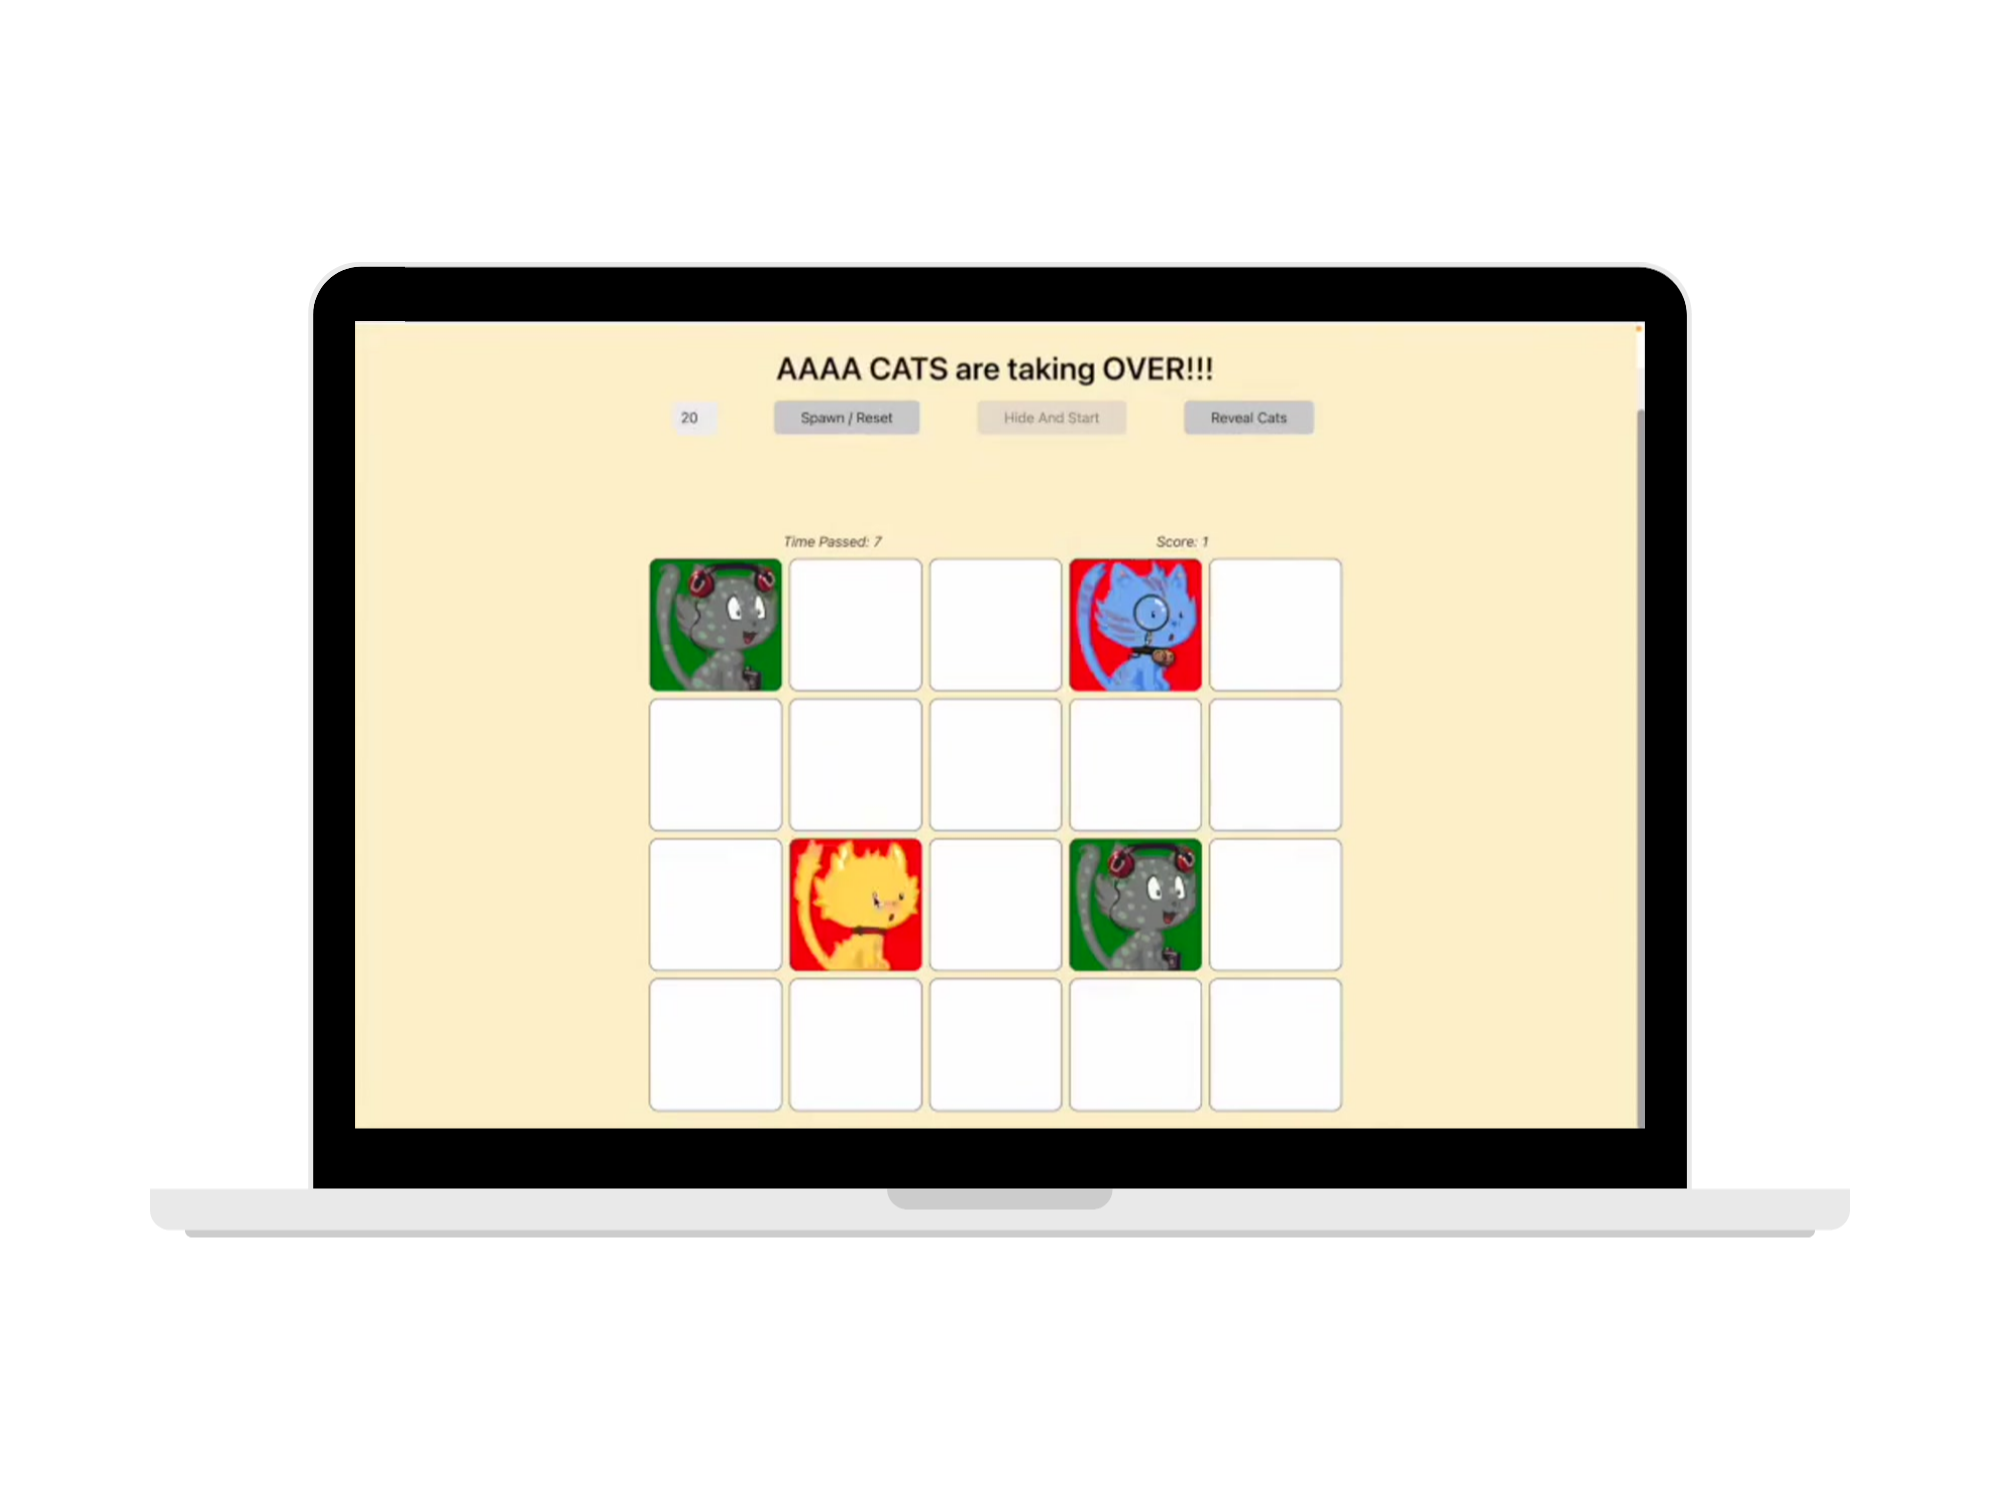 AAAA CATS are taking OVER!!!
20 Spawn / Reset Hide And Start Reveal Cats
Time Passed: 7 Score: 1